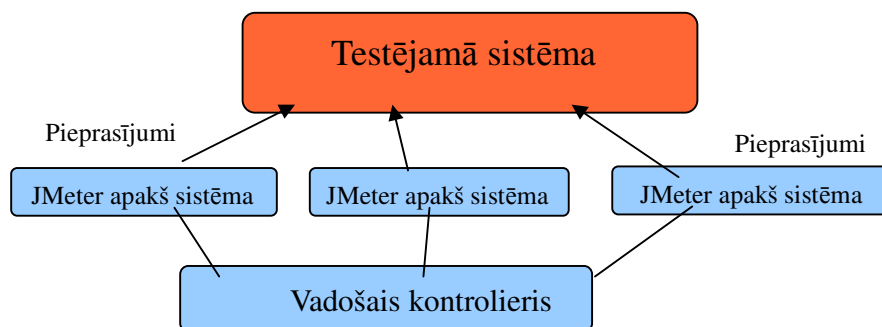 Testējamā sistēma
Pieprasījumi
Pieprasījumi
JMeter apakš sistēma
JMeter apakš sistēma
JMeter apakš sistēma
Vadošais kontrolieris